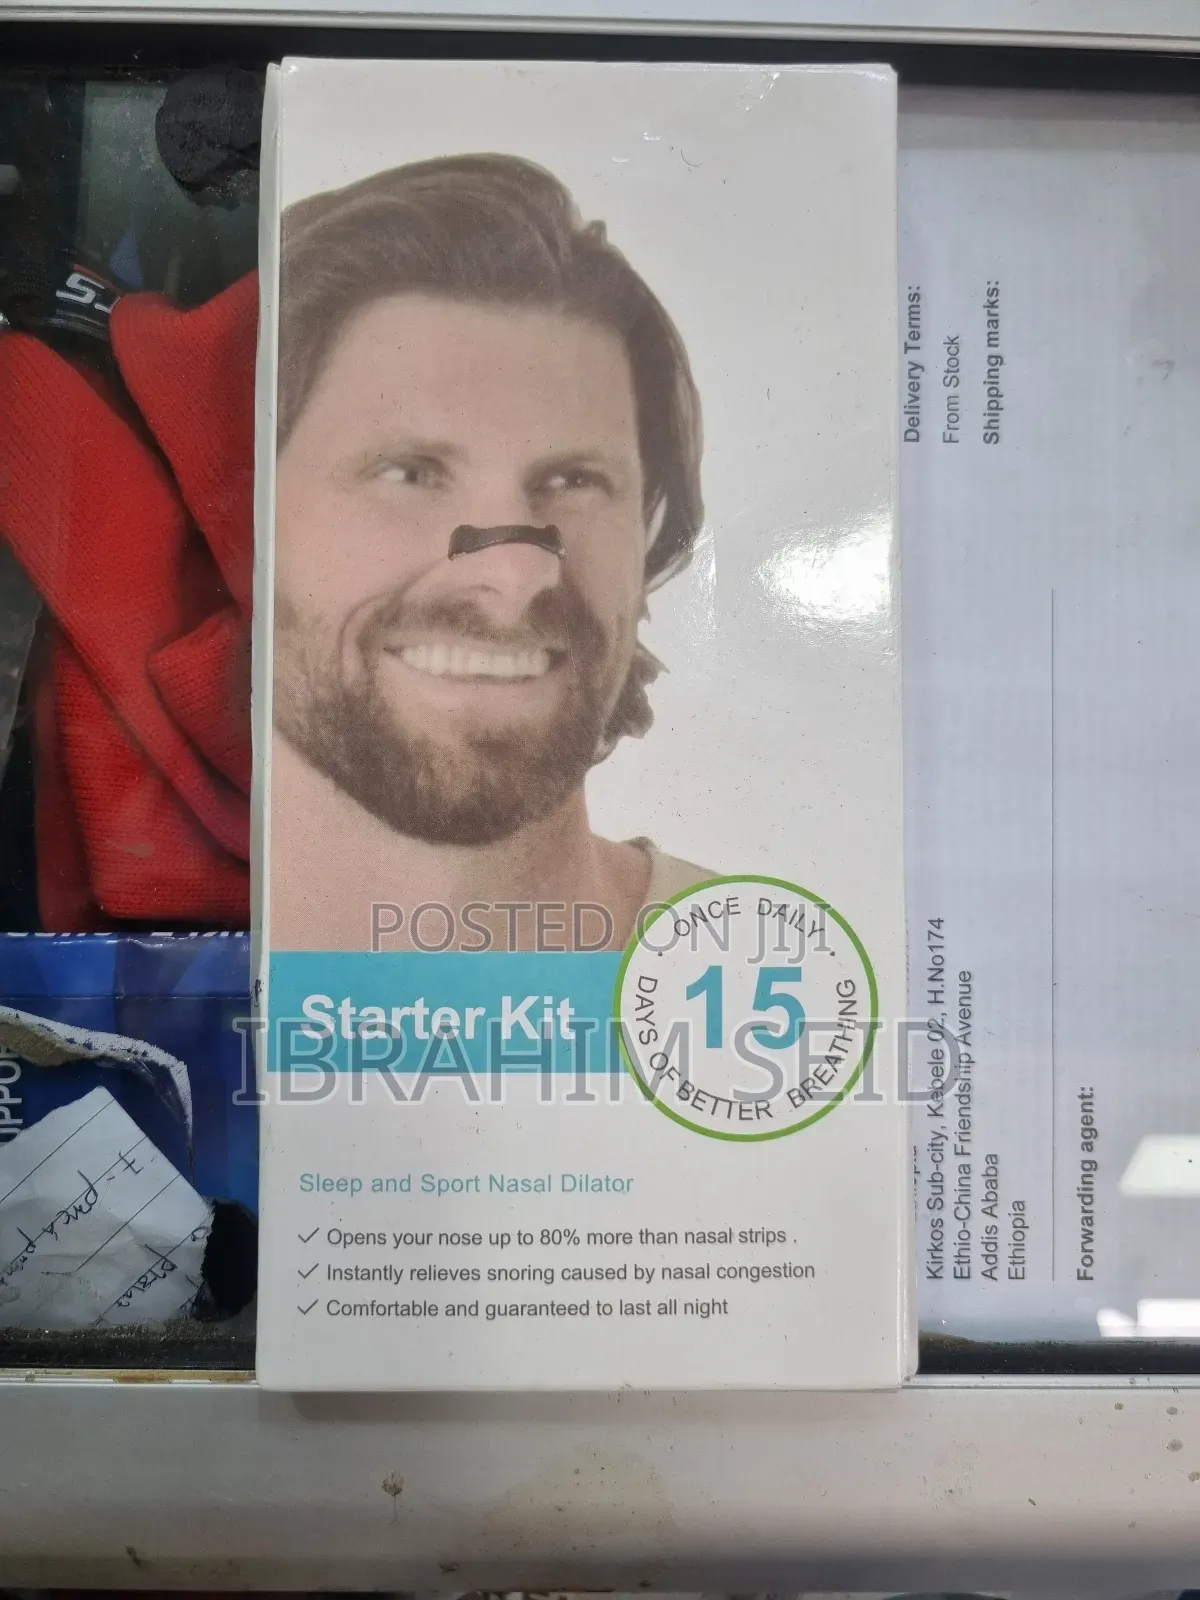 POSTED ON JIJI
IBRAHIM SEID
Starter Kit
ONCE DAILY
15
DAYS OF BETTER BREATHING
Sleep and Sport Nasal Dilator
Opens your nose up to 80% more than nasal strips .
Instantly relieves snoring caused by nasal congestion
Comfortable and guaranteed to last all night
Delivery Terms:
From Stock
Shipping marks:
Kirkos Sub-city, Kebele 02, H.No174
Ethio-China Friendship Avenue
Addis Ababa
Ethiopia
Forwarding agent: